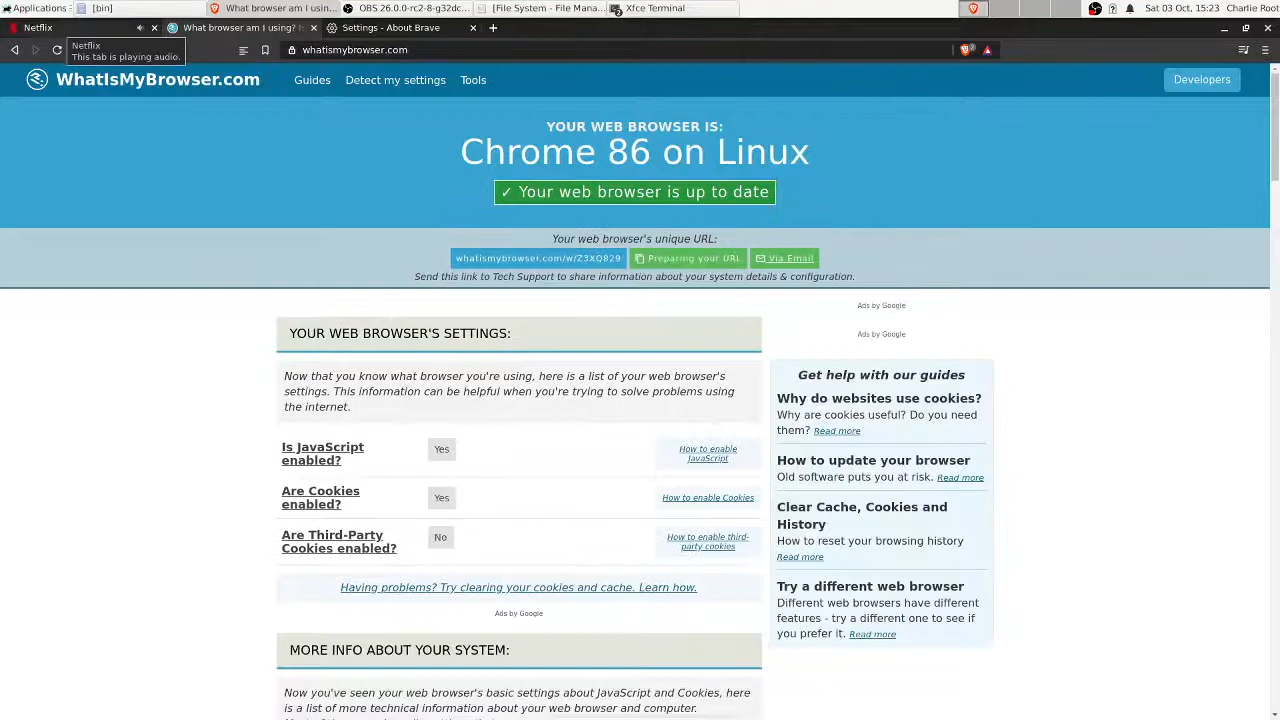 Applications [bin] What browser am I usin... OBS 26.0.0-rc2-8-g32dc... [File System - File Mana... Xfce Terminal Sat 03 Oct, 15:23 Charlie Root
Netflix What browser am I using? Is Settings - About Brave
Netflix
This tab is playing audio.
whatismybrowser.com 2
WhatIsMyBrowser.com Guides Detect my settings Tools Developers
YOUR WEB BROWSER IS:
Chrome 86 on Linux
✓ Your web browser is up to date
Your web browser's unique URL:
whatismybrowser.com/w/Z3XQ829 Preparing your URL Via Email
Send this link to Tech Support to share information about your system details & configuration.
Ads by Google
Ads by Google
YOUR WEB BROWSER'S SETTINGS:
Now that you know what browser you're using, here is a list of your web browser's
settings. This information can be helpful when you're trying to solve problems using
the internet.
Is JavaScript
enabled?
Yes
How to enable
JavaScript
Are Cookies
enabled?
Yes
How to enable Cookies
Are Third-Party
Cookies enabled?
No
How to enable third-
party cookies
Having problems? Try clearing your cookies and cache. Learn how.
Ads by Google
MORE INFO ABOUT YOUR SYSTEM:
Now you've seen your web browser's basic settings about JavaScript and Cookies, here
is a list of more technical information about your web browser and computer.
Get help with our guides
Why do websites use cookies?
Why are cookies useful? Do you need
them? Read more
How to update your browser
Old software puts you at risk. Read more
Clear Cache, Cookies and
History
How to reset your browsing history
Read more
Try a different web browser
Different web browsers have different
features - try a different one to see if
you prefer it. Read more